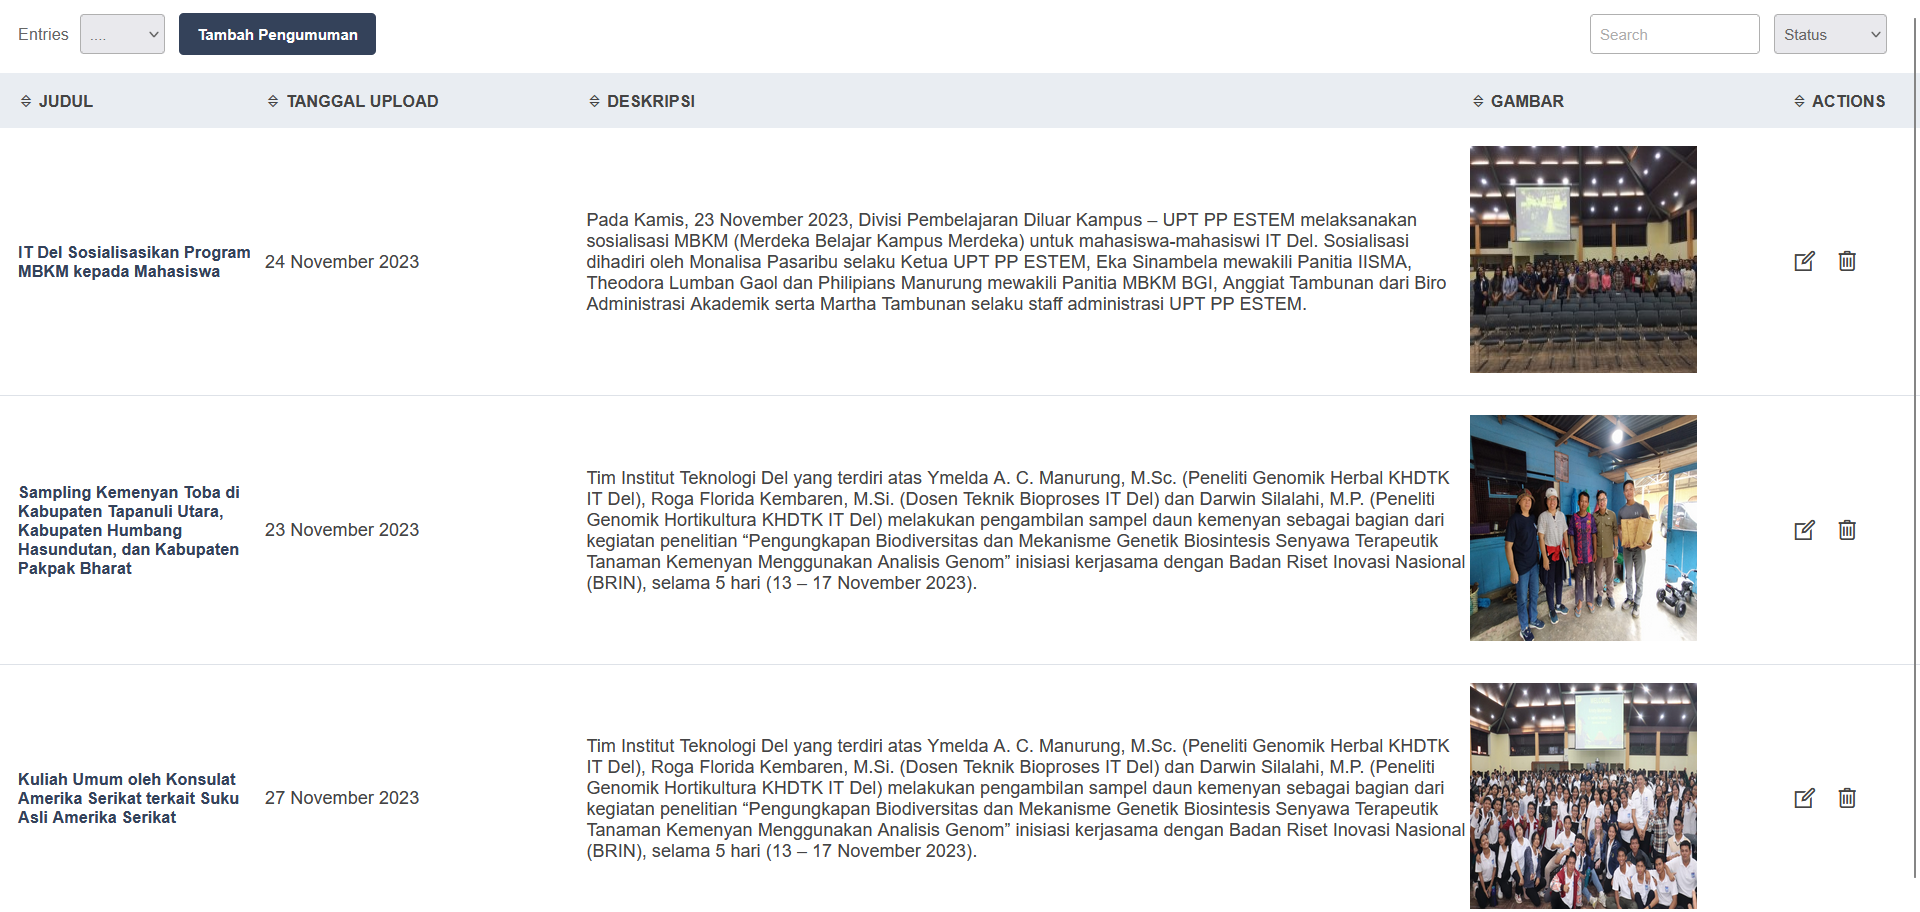 Entries .... Tambah Pengumuman Search Status
JUDUL TANGGAL UPLOAD DESKRIPSI GAMBAR ACTIONS
IT Del Sosialisasikan Program
MBKM kepada Mahasiswa
24 November 2023
Pada Kamis, 23 November 2023, Divisi Pembelajaran Diluar Kampus – UPT PP ESTEM melaksanakan
sosialisasi MBKM (Merdeka Belajar Kampus Merdeka) untuk mahasiswa-mahasiswi IT Del. Sosialisasi
dihadiri oleh Monalisa Pasaribu selaku Ketua UPT PP ESTEM, Eka Sinambela mewakili Panitia IISMA,
Theodora Lumban Gaol dan Philipians Manurung mewakili Panitia MBKM BGI, Anggiat Tambunan dari Biro
Administrasi Akademik serta Martha Tambunan selaku staff administrasi UPT PP ESTEM.
Sampling Kemenyan Toba di
Kabupaten Tapanuli Utara,
Kabupaten Humbang
Hasundutan, dan Kabupaten
Pakpak Bharat
23 November 2023
Tim Institut Teknologi Del yang terdiri atas Ymelda A. C. Manurung, M.Sc. (Peneliti Genomik Herbal KHDTK
IT Del), Roga Florida Kembaren, M.Si. (Dosen Teknik Bioproses IT Del) dan Darwin Silalahi, M.P. (Peneliti
Genomik Hortikultura KHDTK IT Del) melakukan pengambilan sampel daun kemenyan sebagai bagian dari
kegiatan penelitian “Pengungkapan Biodiversitas dan Mekanisme Genetik Biosintesis Senyawa Terapeutik
Tanaman Kemenyan Menggunakan Analisis Genom” inisiasi kerjasama dengan Badan Riset Inovasi Nasional
(BRIN), selama 5 hari (13 – 17 November 2023).
Kuliah Umum oleh Konsulat
Amerika Serikat terkait Suku
Asli Amerika Serikat
27 November 2023
Tim Institut Teknologi Del yang terdiri atas Ymelda A. C. Manurung, M.Sc. (Peneliti Genomik Herbal KHDTK
IT Del), Roga Florida Kembaren, M.Si. (Dosen Teknik Bioproses IT Del) dan Darwin Silalahi, M.P. (Peneliti
Genomik Hortikultura KHDTK IT Del) melakukan pengambilan sampel daun kemenyan sebagai bagian dari
kegiatan penelitian “Pengungkapan Biodiversitas dan Mekanisme Genetik Biosintesis Senyawa Terapeutik
Tanaman Kemenyan Menggunakan Analisis Genom” inisiasi kerjasama dengan Badan Riset Inovasi Nasional
(BRIN), selama 5 hari (13 – 17 November 2023).